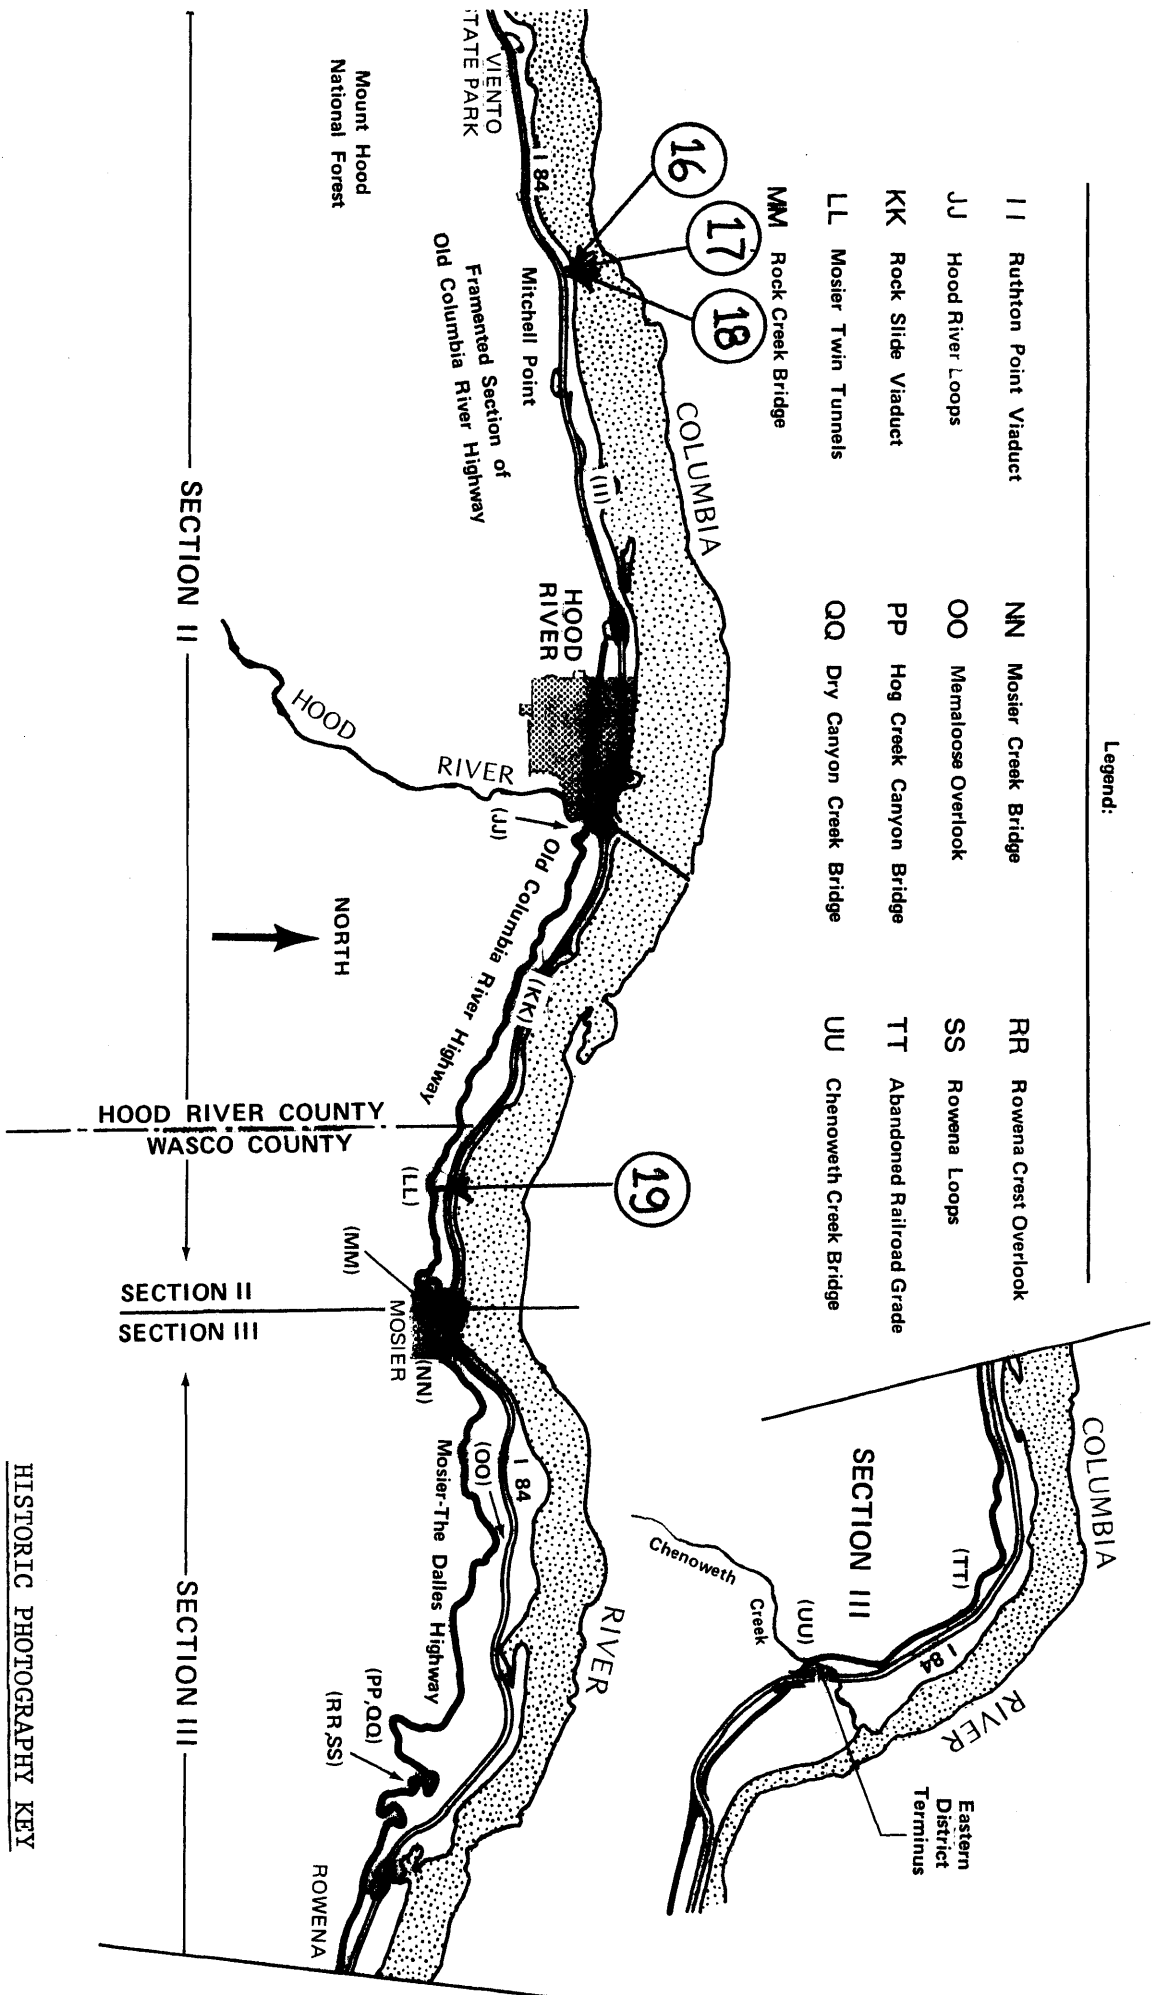 Legend:
II Ruthton Point Viaduct
JJ Hood River Loops
KK Rock Slide Viaduct
LL Mosier Twin Tunnels
MM Rock Creek Bridge
NN Mosier Creek Bridge
OO Memaloose Overlook
PP Hog Creek Canyon Bridge
QQ Dry Canyon Creek Bridge
RR Rowena Crest Overlook
SS Rowena Loops
TT Abandoned Railroad Grade
UU Chenoweth Creek Bridge
16
17
18
19
COLUMBIA
RIVER
VIENTO
TATE PARK
I 84
Mount Hood
National Forest
Mitchell Point
Framented Section of
Old Columbia River Highway
(II)
HOOD
RIVER
HOOD
RIVER
(JJ)
Old Columbia River Highway
(KK)
NORTH
HOOD RIVER COUNTY
WASCO COUNTY
(LL)
(MM)
MOSIER
(NN)
(OO)
I 84
Mosier-The Dalles Highway
(PP,QQ)
(RR,SS)
ROWENA
SECTION II
SECTION II
SECTION III
SECTION III
COLUMBIA
RIVER
SECTION III
(TT)
I 84
Chenoweth
Creek
(UU)
Eastern
District
Terminus
HISTORIC PHOTOGRAPHY KEY